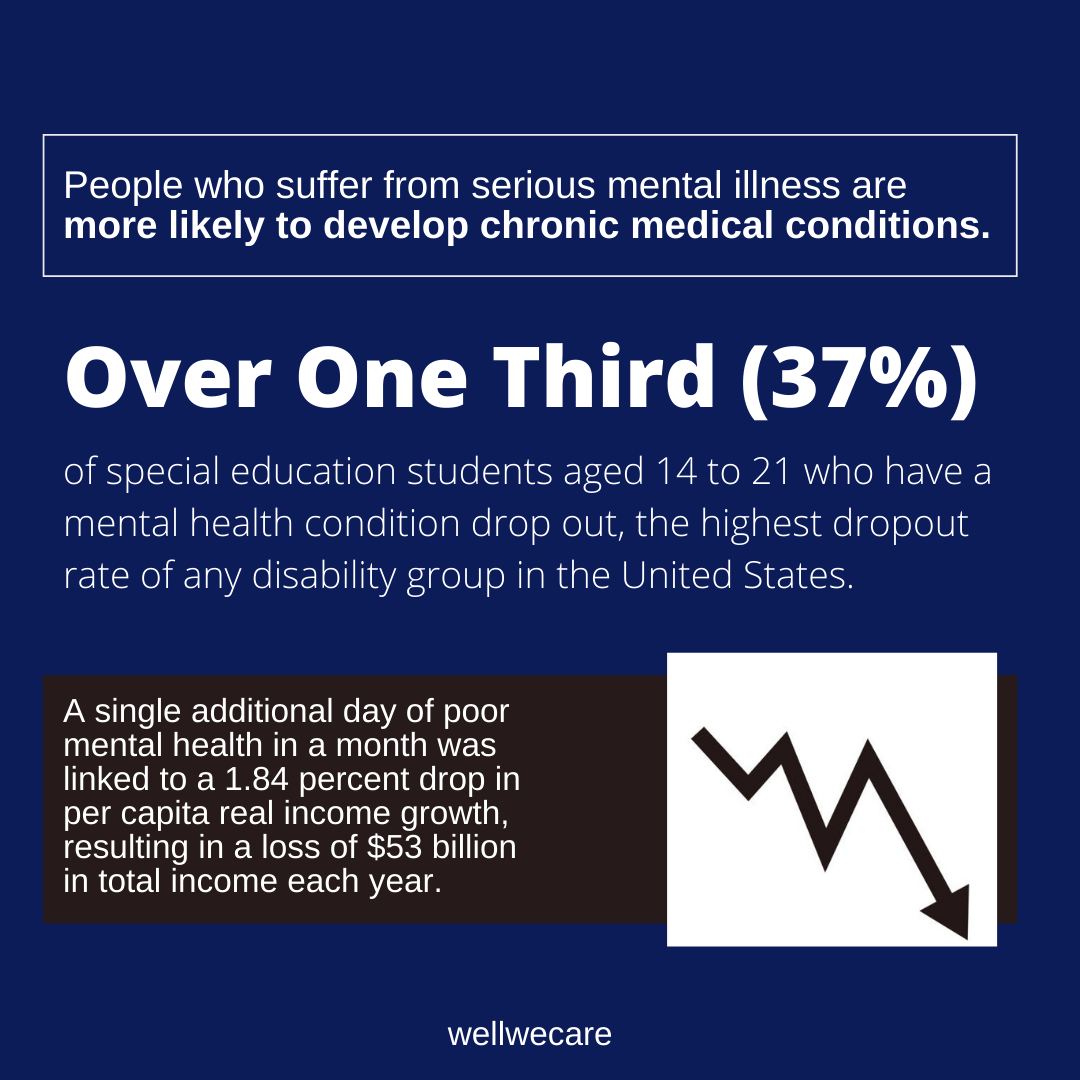 People who suffer from serious mental illness are
more likely to develop chronic medical conditions.
Over One Third (37%)
of special education students aged 14 to 21 who have a
mental health condition drop out, the highest dropout
rate of any disability group in the United States.
A single additional day of poor
mental health in a month was
linked to a 1.84 percent drop in
per capita real income growth,
resulting in a loss of $53 billion
in total income each year.
wellwecare